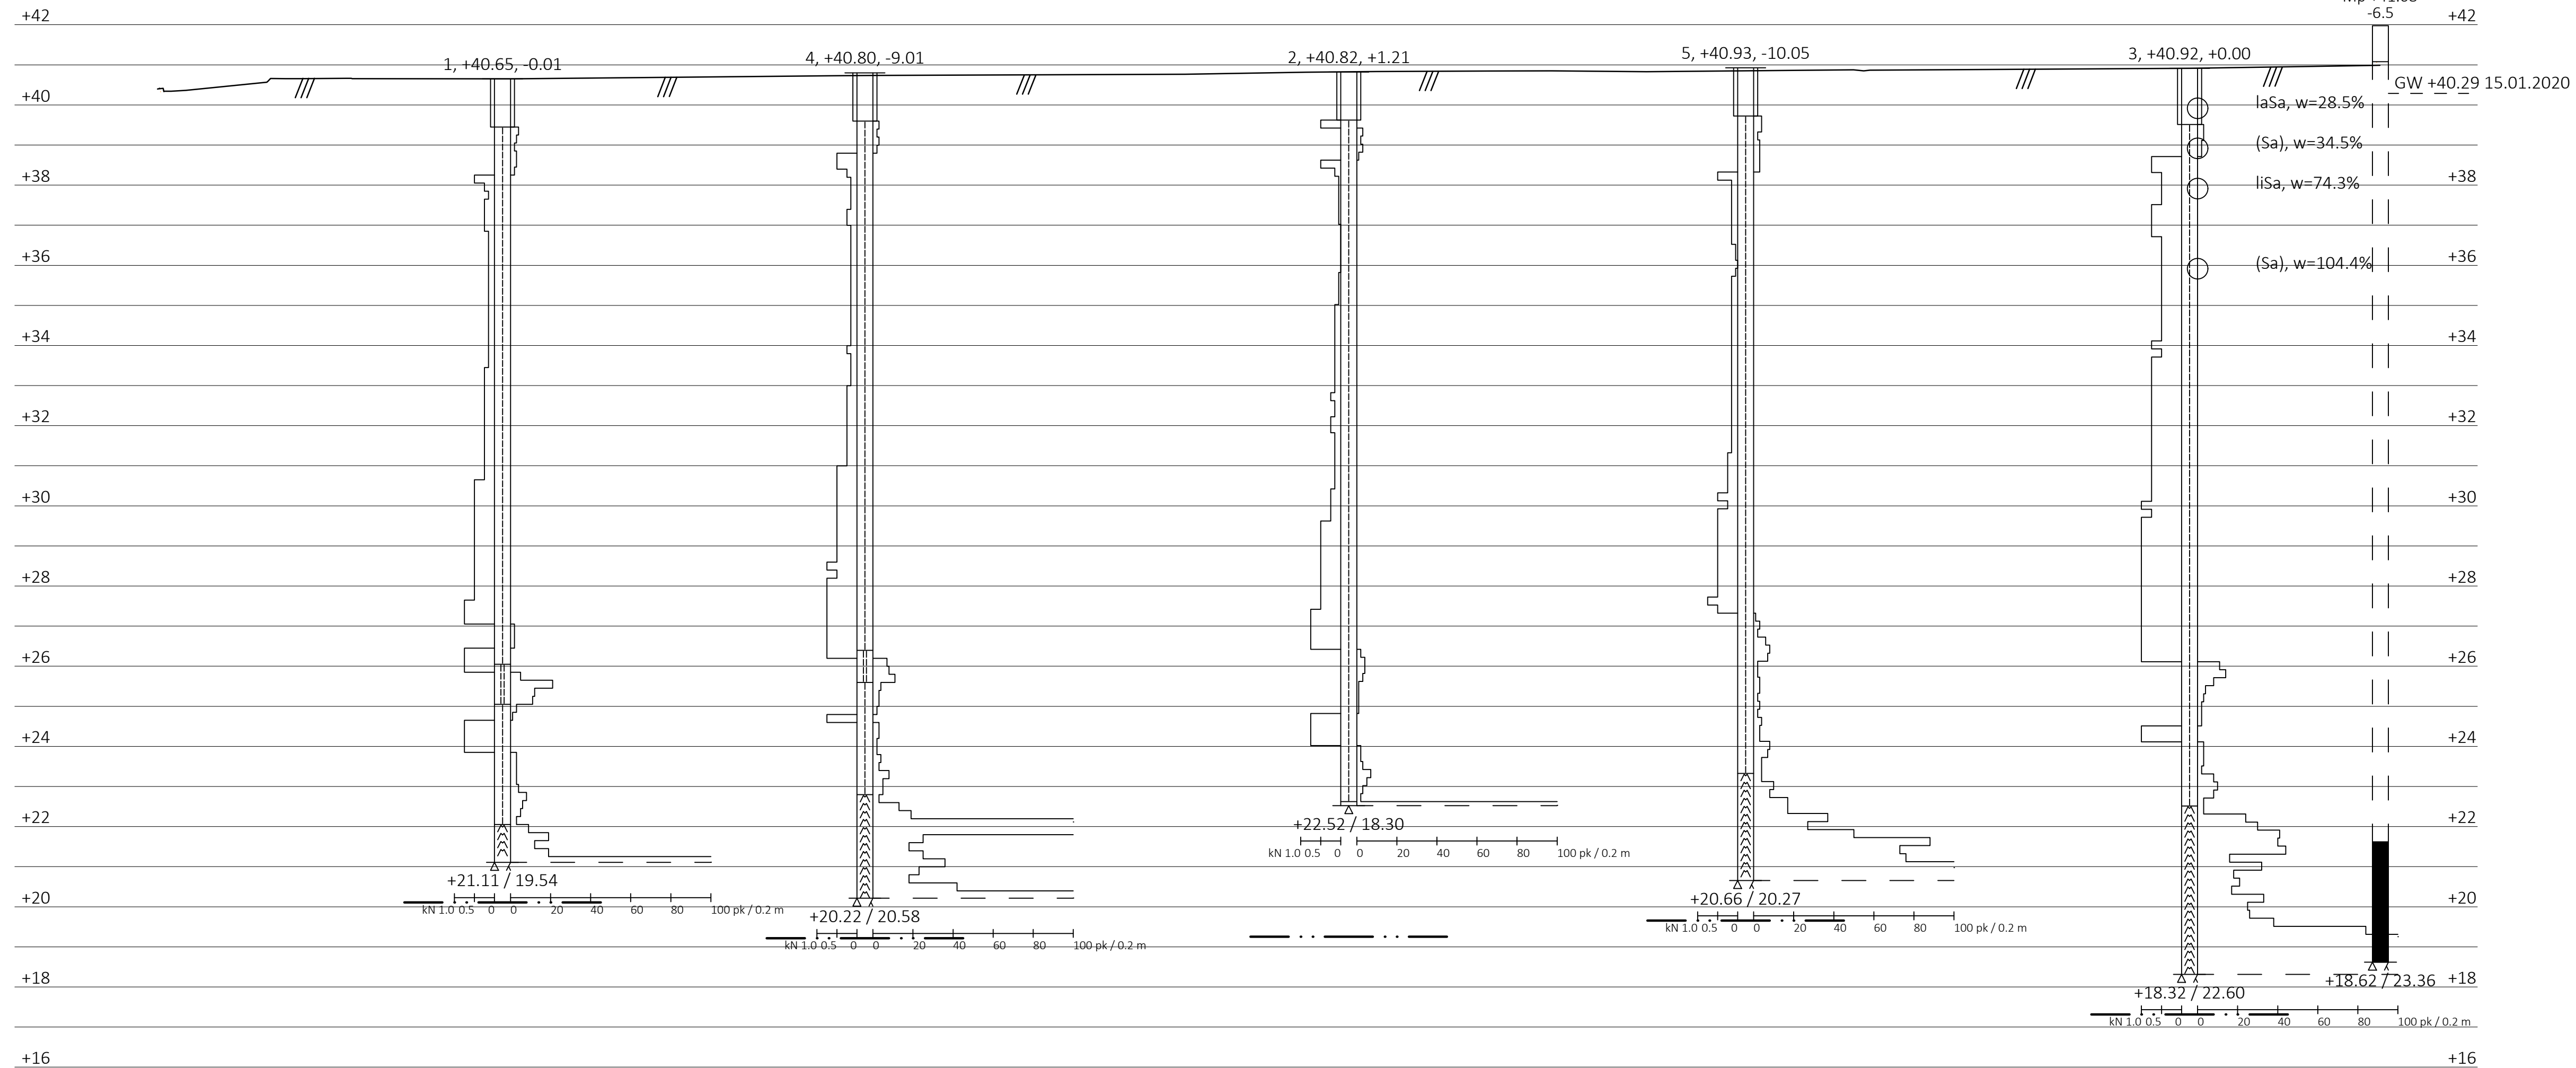 -6.5
+42 +42
1, +40.65, -0.01
4, +40.80, -9.01
2, +40.82, +1.21
5, +40.93, -10.05
3, +40.92, +0.00
GW +40.29 15.01.2020
+40
laSa, w=28.5%
(Sa), w=34.5%
+38 +38
liSa, w=74.3%
+36 +36
(Sa), w=104.4%
+34 +34
+32 +32
+30 +30
+28 +28
+26 +26
+24 +24
+22 +22
+22.52 / 18.30
kN 1.0 0.5 0 0 20 40 60 80 100 pk / 0.2 m
+21.11 / 19.54
kN 1.0 0.5 0 0 20 40 60 80 100 pk / 0.2 m
+20 +20
+20.66 / 20.27
kN 1.0 0.5 0 0 20 40 60 80 100 pk / 0.2 m
+20.22 / 20.58
kN 1.0 0.5 0 0 20 40 60 80 100 pk / 0.2 m
+18 +18
+18.62 / 23.36
+18.32 / 22.60
kN 1.0 0.5 0 0 20 40 60 80 100 pk / 0.2 m
+16 +16